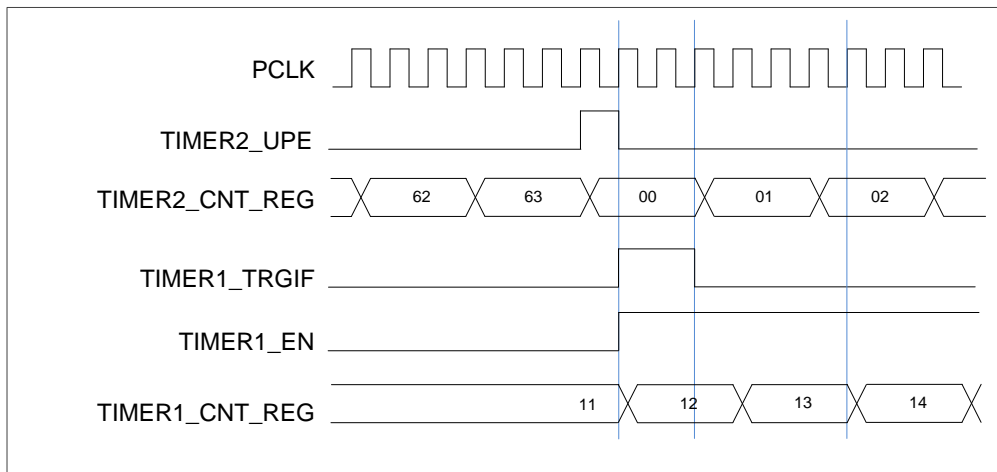 PCLK
TIMER2_UPE
TIMER2_CNT_REG 62 63 00 01 02
TIMER1_TRGIF
TIMER1_EN
TIMER1_CNT_REG 11 12 13 14